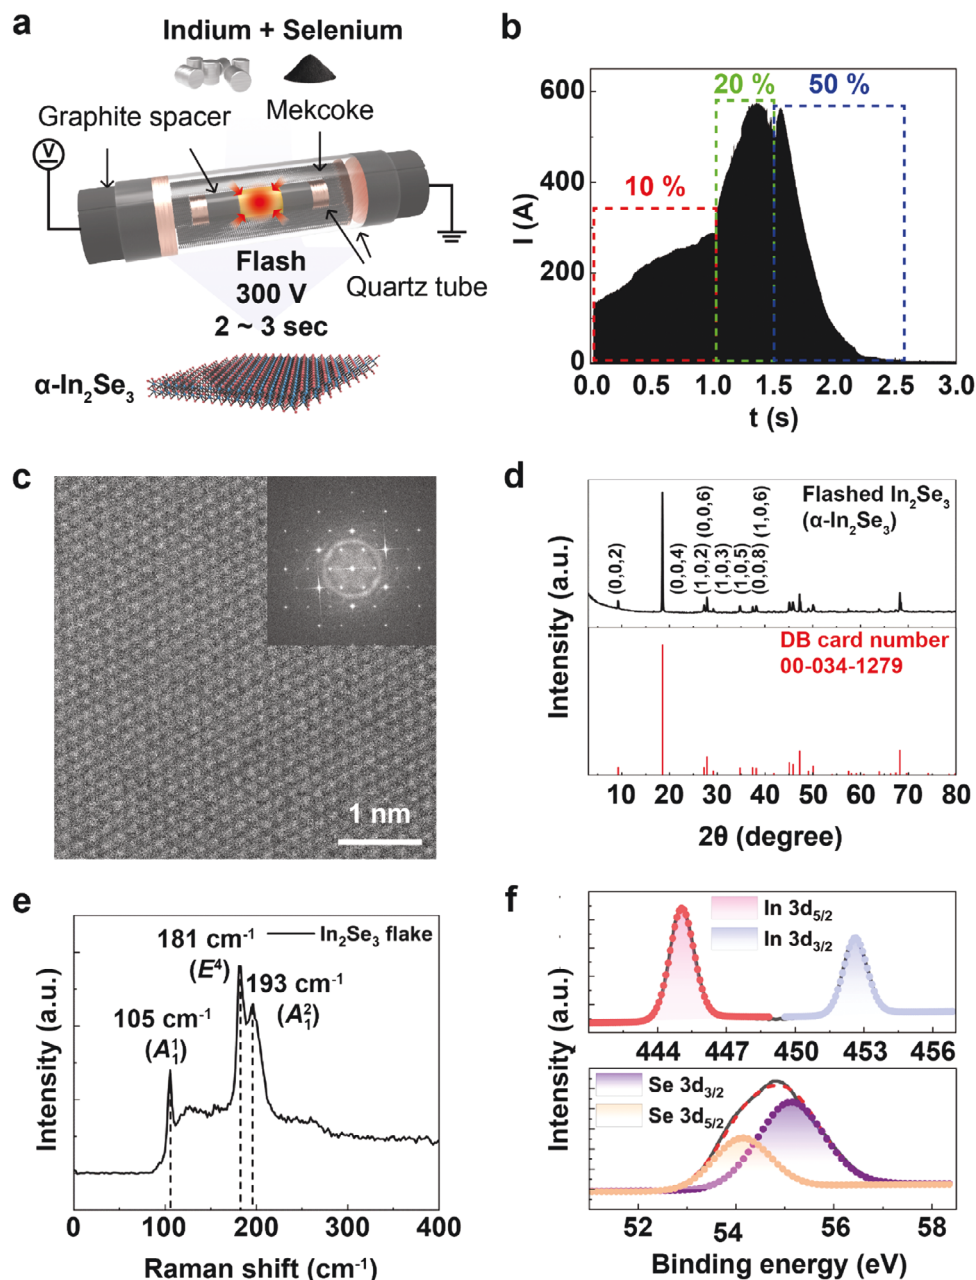 a
Indium + Selenium
Graphite spacer
Mekcoke
V
Flash
300 V
2 ~ 3 sec
Quartz tube
α-In₂Se₃
b
600
400
200
0
I (A)
10 %
20 %
50 %
0.0 0.5 1.0 1.5 2.0 2.5 3.0
t (s)
c
1 nm
d
Flashed In₂Se₃
(α-In₂Se₃)
(0,0,2)
(0,0,4)
(1,0,2) (0,0,6)
(1,0,3)
(1,0,5)
(0,0,8) (1,0,6)
DB card number
00-034-1279
Intensity (a.u.)
10 20 30 40 50 60 70 80
2θ (degree)
e
In₂Se₃ flake
181 cm⁻¹
(E⁴)
193 cm⁻¹
(A₁²)
105 cm⁻¹
(A₁¹)
Intensity (a.u.)
0 100 200 300 400
Raman shift (cm⁻¹)
f
In 3d₅/₂
In 3d₃/₂
444 447 450 453 456
Se 3d₃/₂
Se 3d₅/₂
Intensity (a.u.)
52 54 56 58
Binding energy (eV)